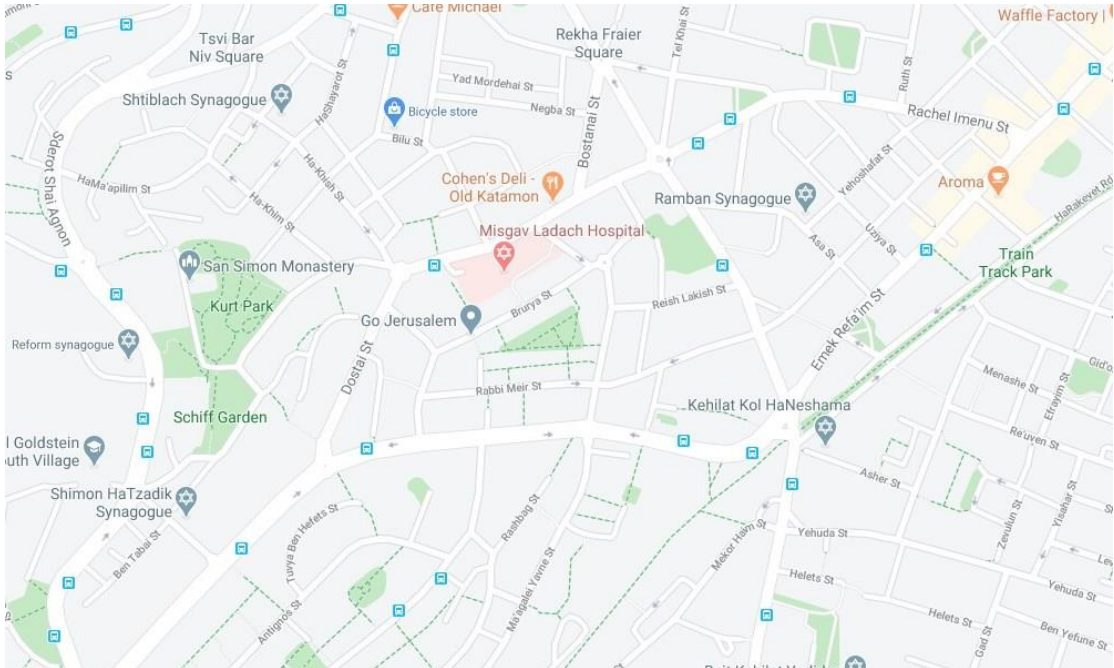 Cafe Michael
Waffle Factory |
Tsvi Bar
Niv Square
Rekha Fraier
Square
Tel Khai St
Ruth St
Yad Mordehai St
Negba St
Shtiblach Synagogue
HaShayarot St
Bicycle store
Bilu St
Bostanai St
Rachel Imenu St
Sderot Shai Agnon
HaMa'apilim St
Ha-Khish St
Ha-Khim St
Cohen's Deli -
Old Katamon
Ramban Synagogue
Yehoshafat St
Aroma
HaRakevet Rd
Misgav Ladach Hospital
Asa St
Uziya St
Train
Track Park
San Simon Monastery
Kurt Park
Go Jerusalem
Brurya St
Reish Lakish St
Emek Refa'im St
Reform synagogue
Dostai St
Rabbi Meir St
Menashe St
Efrayim St
Schiff Garden
Kehilat Kol HaNeshama
Re'uven St
l Goldstein
outh Village
Asher St
Shimon HaTzadik
Synagogue
Rashbag St
Zevulun St
Yisahar St
Ben Tabai St
Tuvya Ben Hefets St
Mekor Haim St
Yehuda St
Yehuda St
Ma'agalei Yavne St
Helets St
Helets St
Antignos St
Gad St
Ben Yefune St